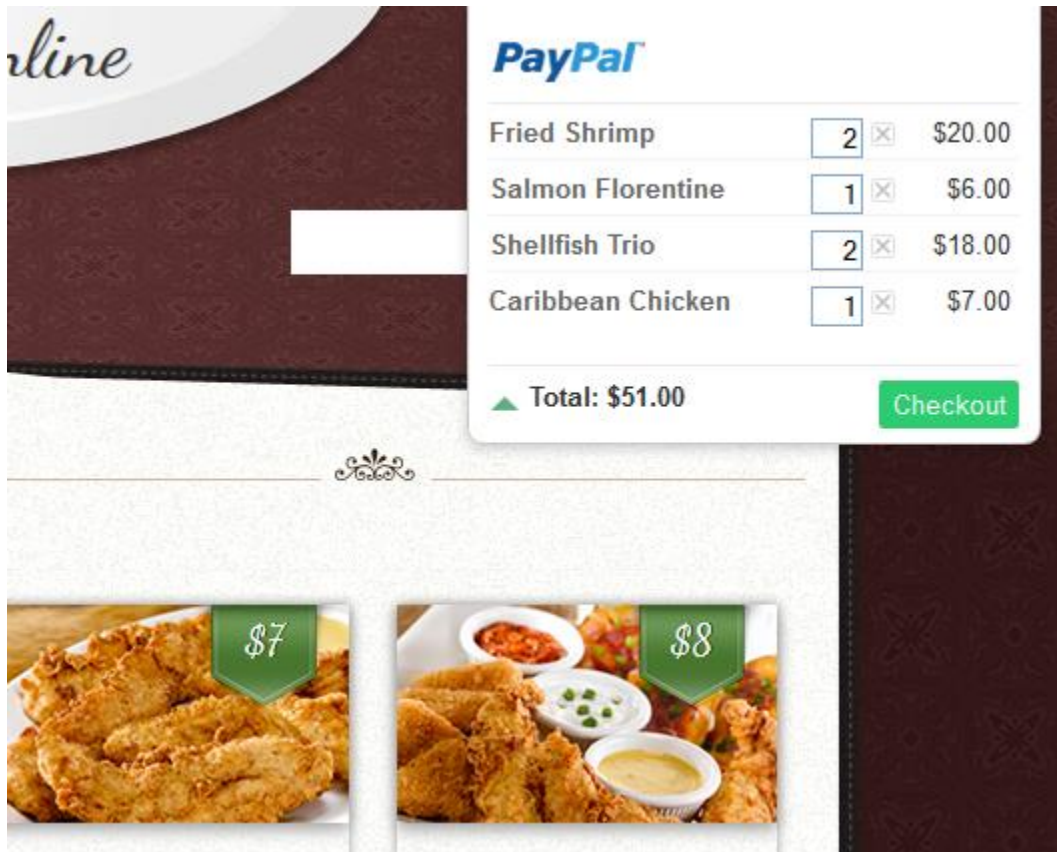 nline
PayPal™
Fried Shrimp 2 $20.00
Salmon Florentine 1 $6.00
Shellfish Trio 2 $18.00
Caribbean Chicken 1 $7.00
Total: $51.00 Checkout
$7 $8